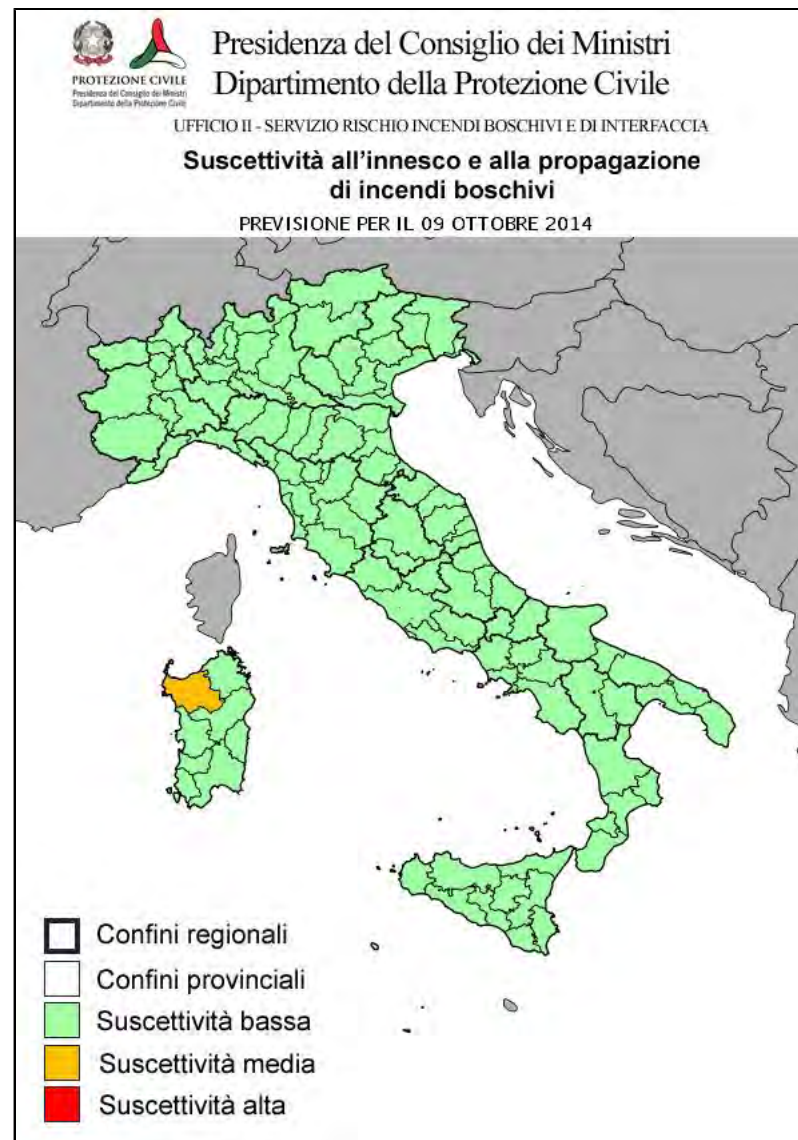 Presidenza del Consiglio dei Ministri
Dipartimento della Protezione Civile
PROTEZIONE CIVILE
Presidenza del Consiglio dei Ministri
Dipartimento della Protezione Civile
UFFICIO II - SERVIZIO RISCHIO INCENDI BOSCHIVI E DI INTERFACCIA
Suscettività all'innesco e alla propagazione
di incendi boschivi
PREVISIONE PER IL 09 OTTOBRE 2014
Confini regionali
Confini provinciali
Suscettività bassa
Suscettività media
Suscettività alta